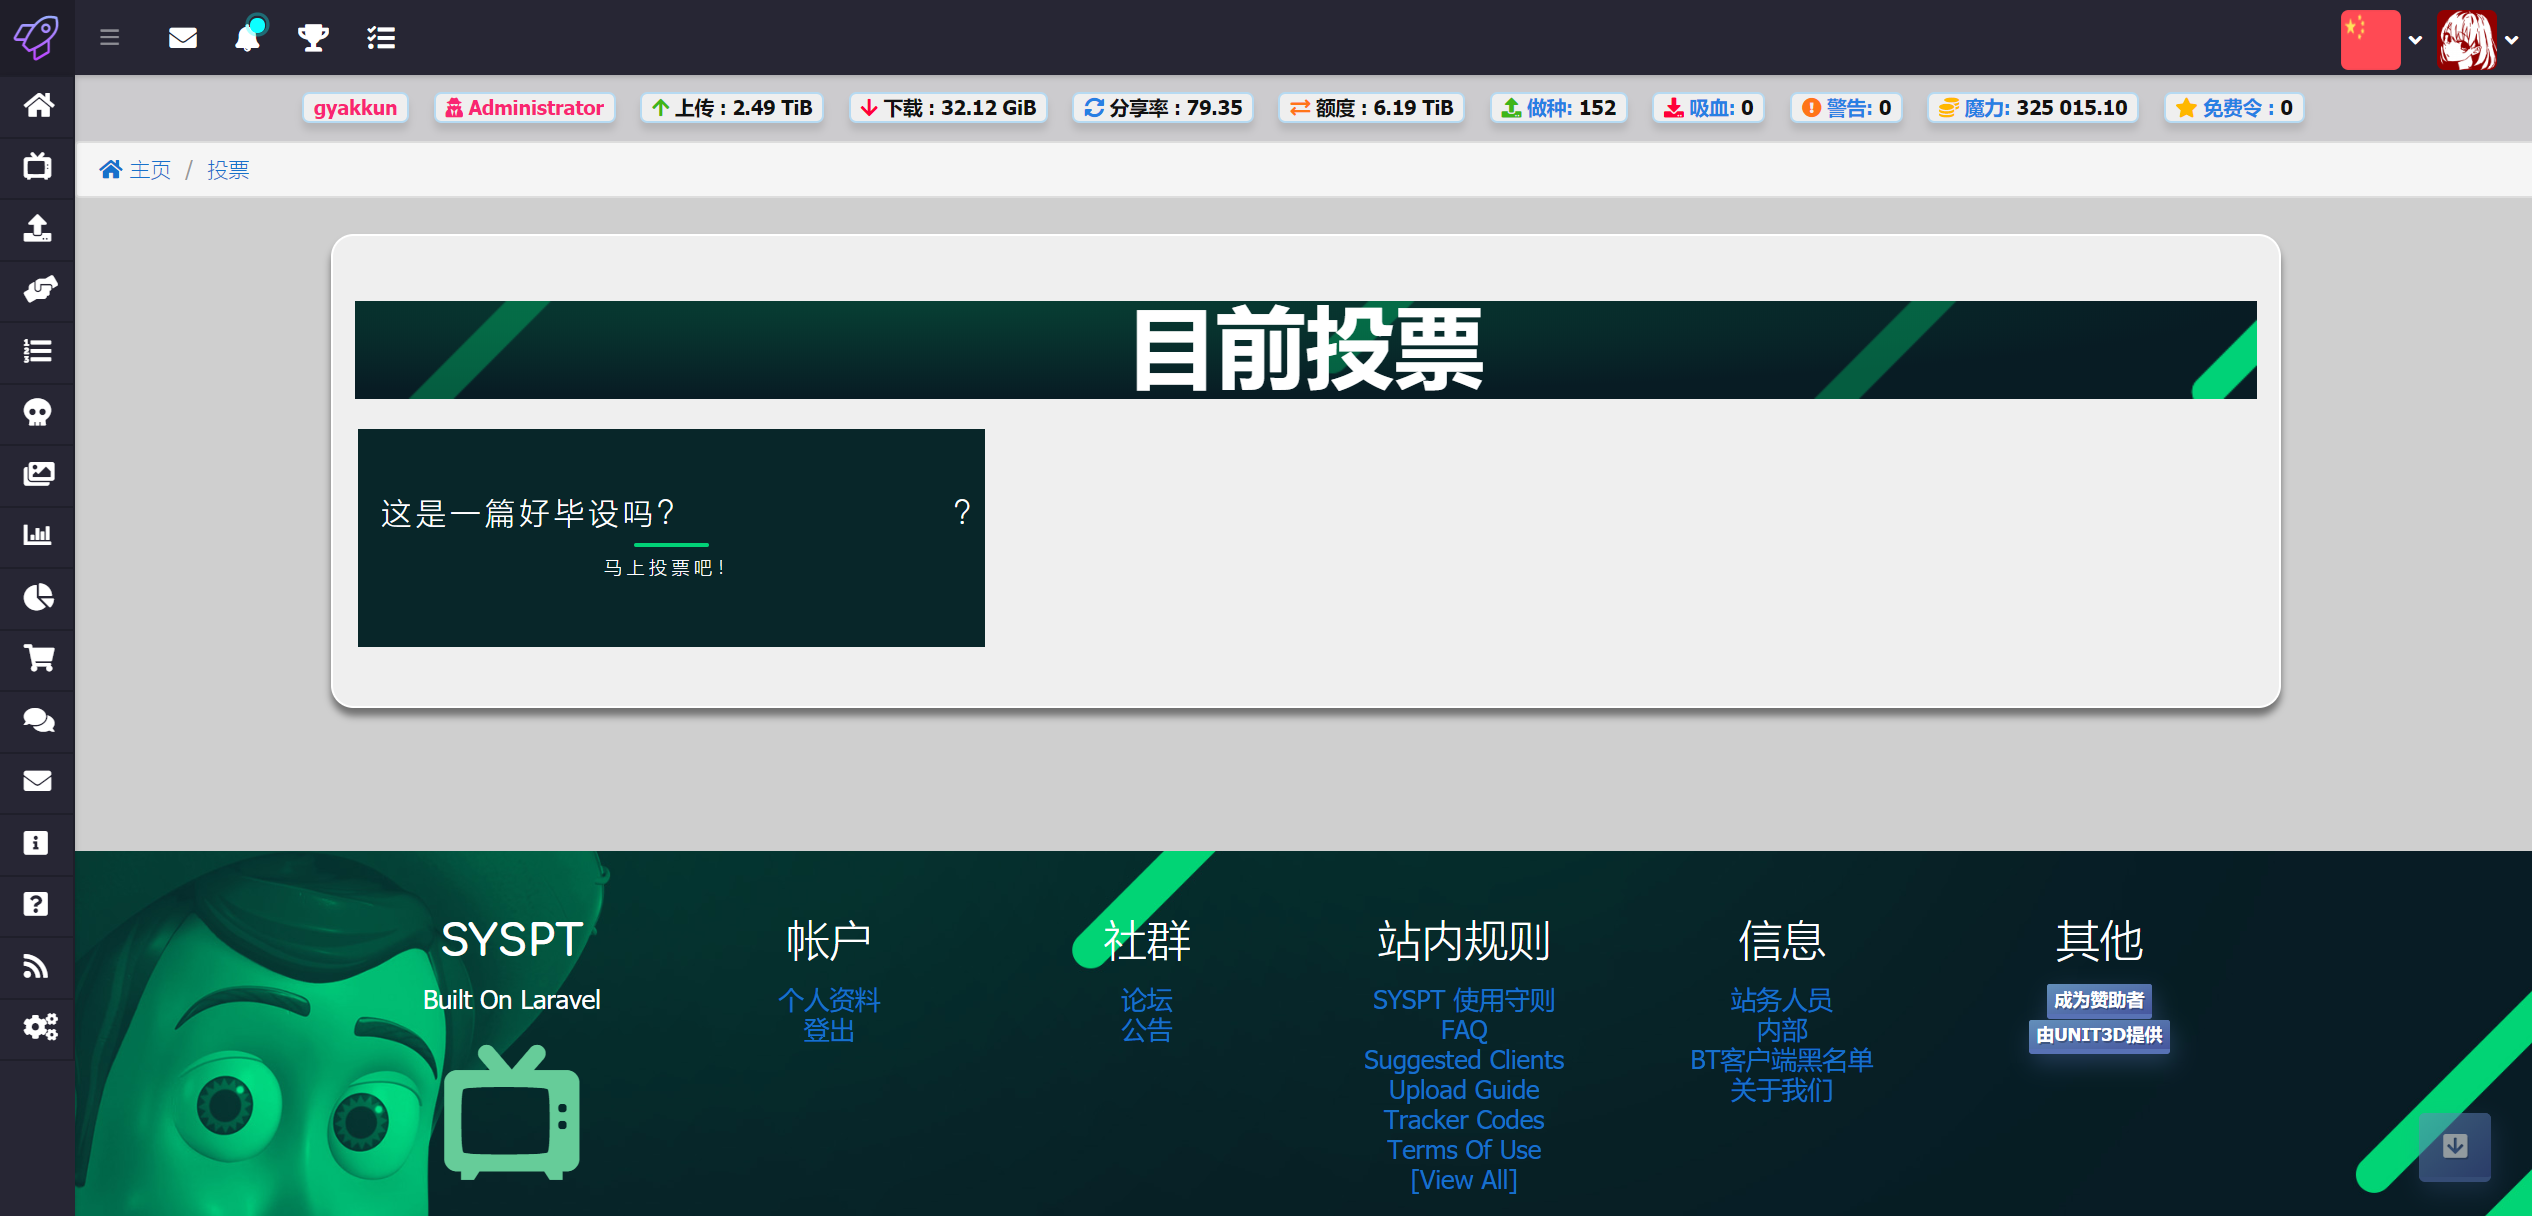 gyakkun Administrator 上传 : 2.49 TiB 下载 : 32.12 GiB 分享率 : 79.35 额度 : 6.19 TiB 做种: 152 吸血: 0 警告: 0 魔力: 325 015.10 免费令 : 0
主页 / 投票
目前投票
这是一篇好毕设吗? ?
马上投票吧!
SYSPT
Built On Laravel
帐户
个人资料
登出
社群
论坛
公告
站内规则
SYSPT 使用守则
FAQ
Suggested Clients
Upload Guide
Tracker Codes
Terms Of Use
[View All]
信息
站务人员
内部
BT客户端黑名单
关于我们
其他
成为赞助者
由UNIT3D提供